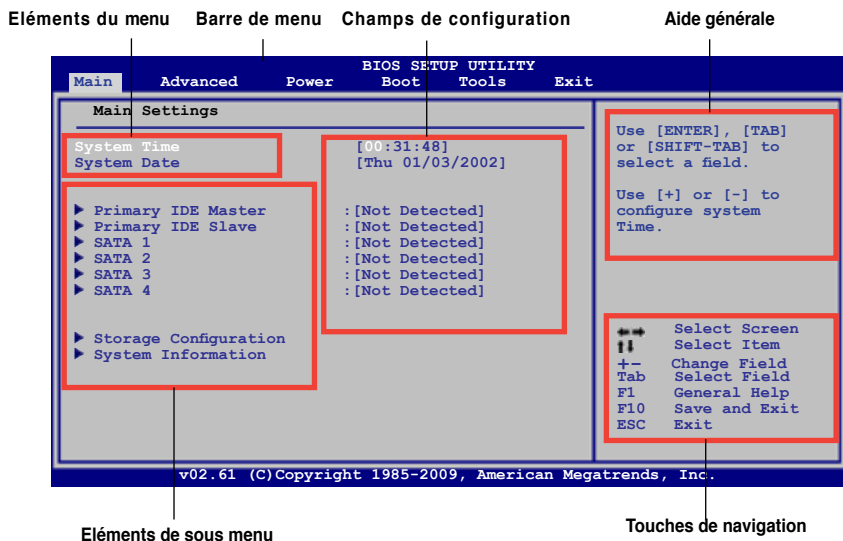 Eléments du menu Barre de menu Champs de configuration Aide générale
BIOS SETUP UTILITY
Main Advanced Power Boot Tools Exit
Main Settings
System Time [00:31:48]
System Date [Thu 01/03/2002]
Primary IDE Master :[Not Detected]
Primary IDE Slave :[Not Detected]
SATA 1 :[Not Detected]
SATA 2 :[Not Detected]
SATA 3 :[Not Detected]
SATA 4 :[Not Detected]
Storage Configuration
System Information
Use [ENTER], [TAB]
or [SHIFT-TAB] to
select a field.
Use [+] or [-] to
configure system
Time.
←→ Select Screen
↑↓ Select Item
+- Change Field
Tab Select Field
F1 General Help
F10 Save and Exit
ESC Exit
v02.61 (C)Copyright 1985-2009, American Megatrends, Inc.
Eléments de sous menu Touches de navigation